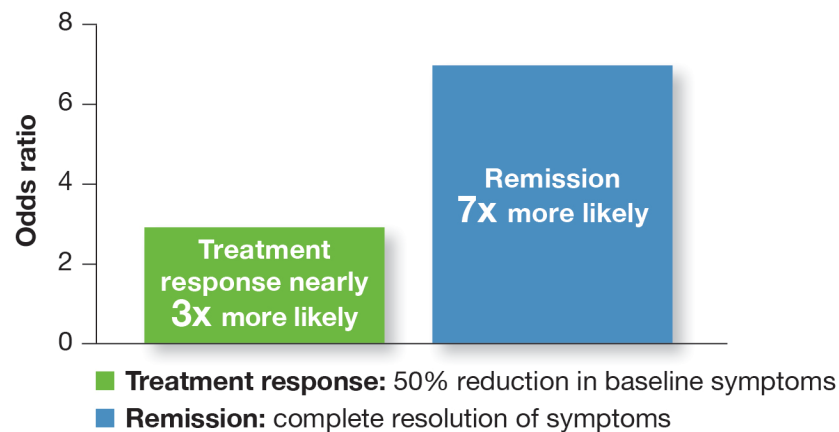 8
6
4
2
0
Odds ratio
Treatment
response nearly
3x more likely
Remission
7x more likely
Treatment response: 50% reduction in baseline symptoms
Remission: complete resolution of symptoms